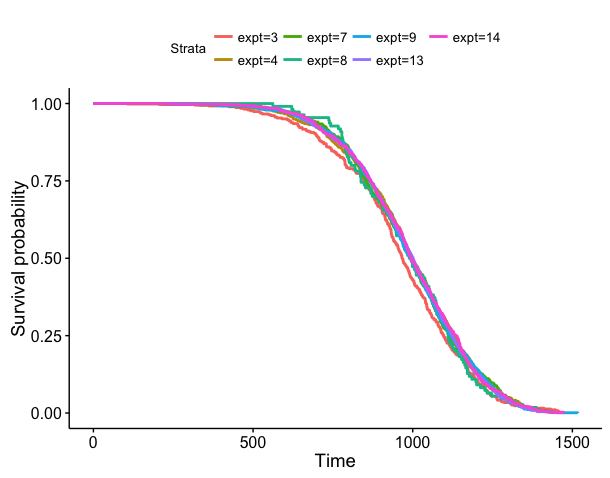 Strata expt=3 expt=7 expt=9 expt=14
expt=4 expt=8 expt=13
1.00
0.75
0.50
0.25
0.00
Survival probability
0 500 1000 1500
Time